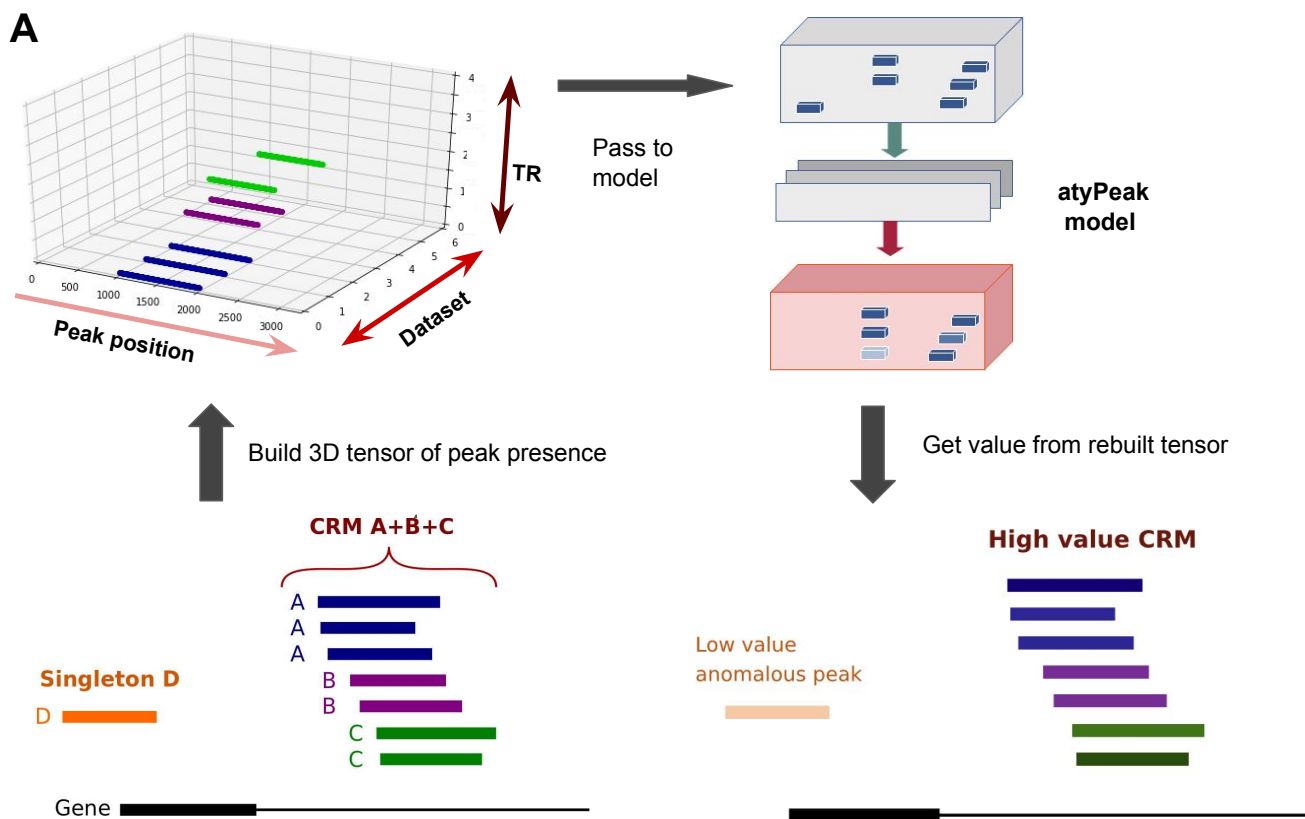 A
4
3
2
1
0
TR
6
5
4
3
2
1
0
Dataset
0
500
1000
1500
2000
2500
3000
Peak position
Pass to
model
atyPeak
model
Build 3D tensor of peak presence
Get value from rebuilt tensor
CRM A+B+C
A
A
A
B
B
C
C
Singleton D
D
Gene
High value CRM
Low value
anomalous peak